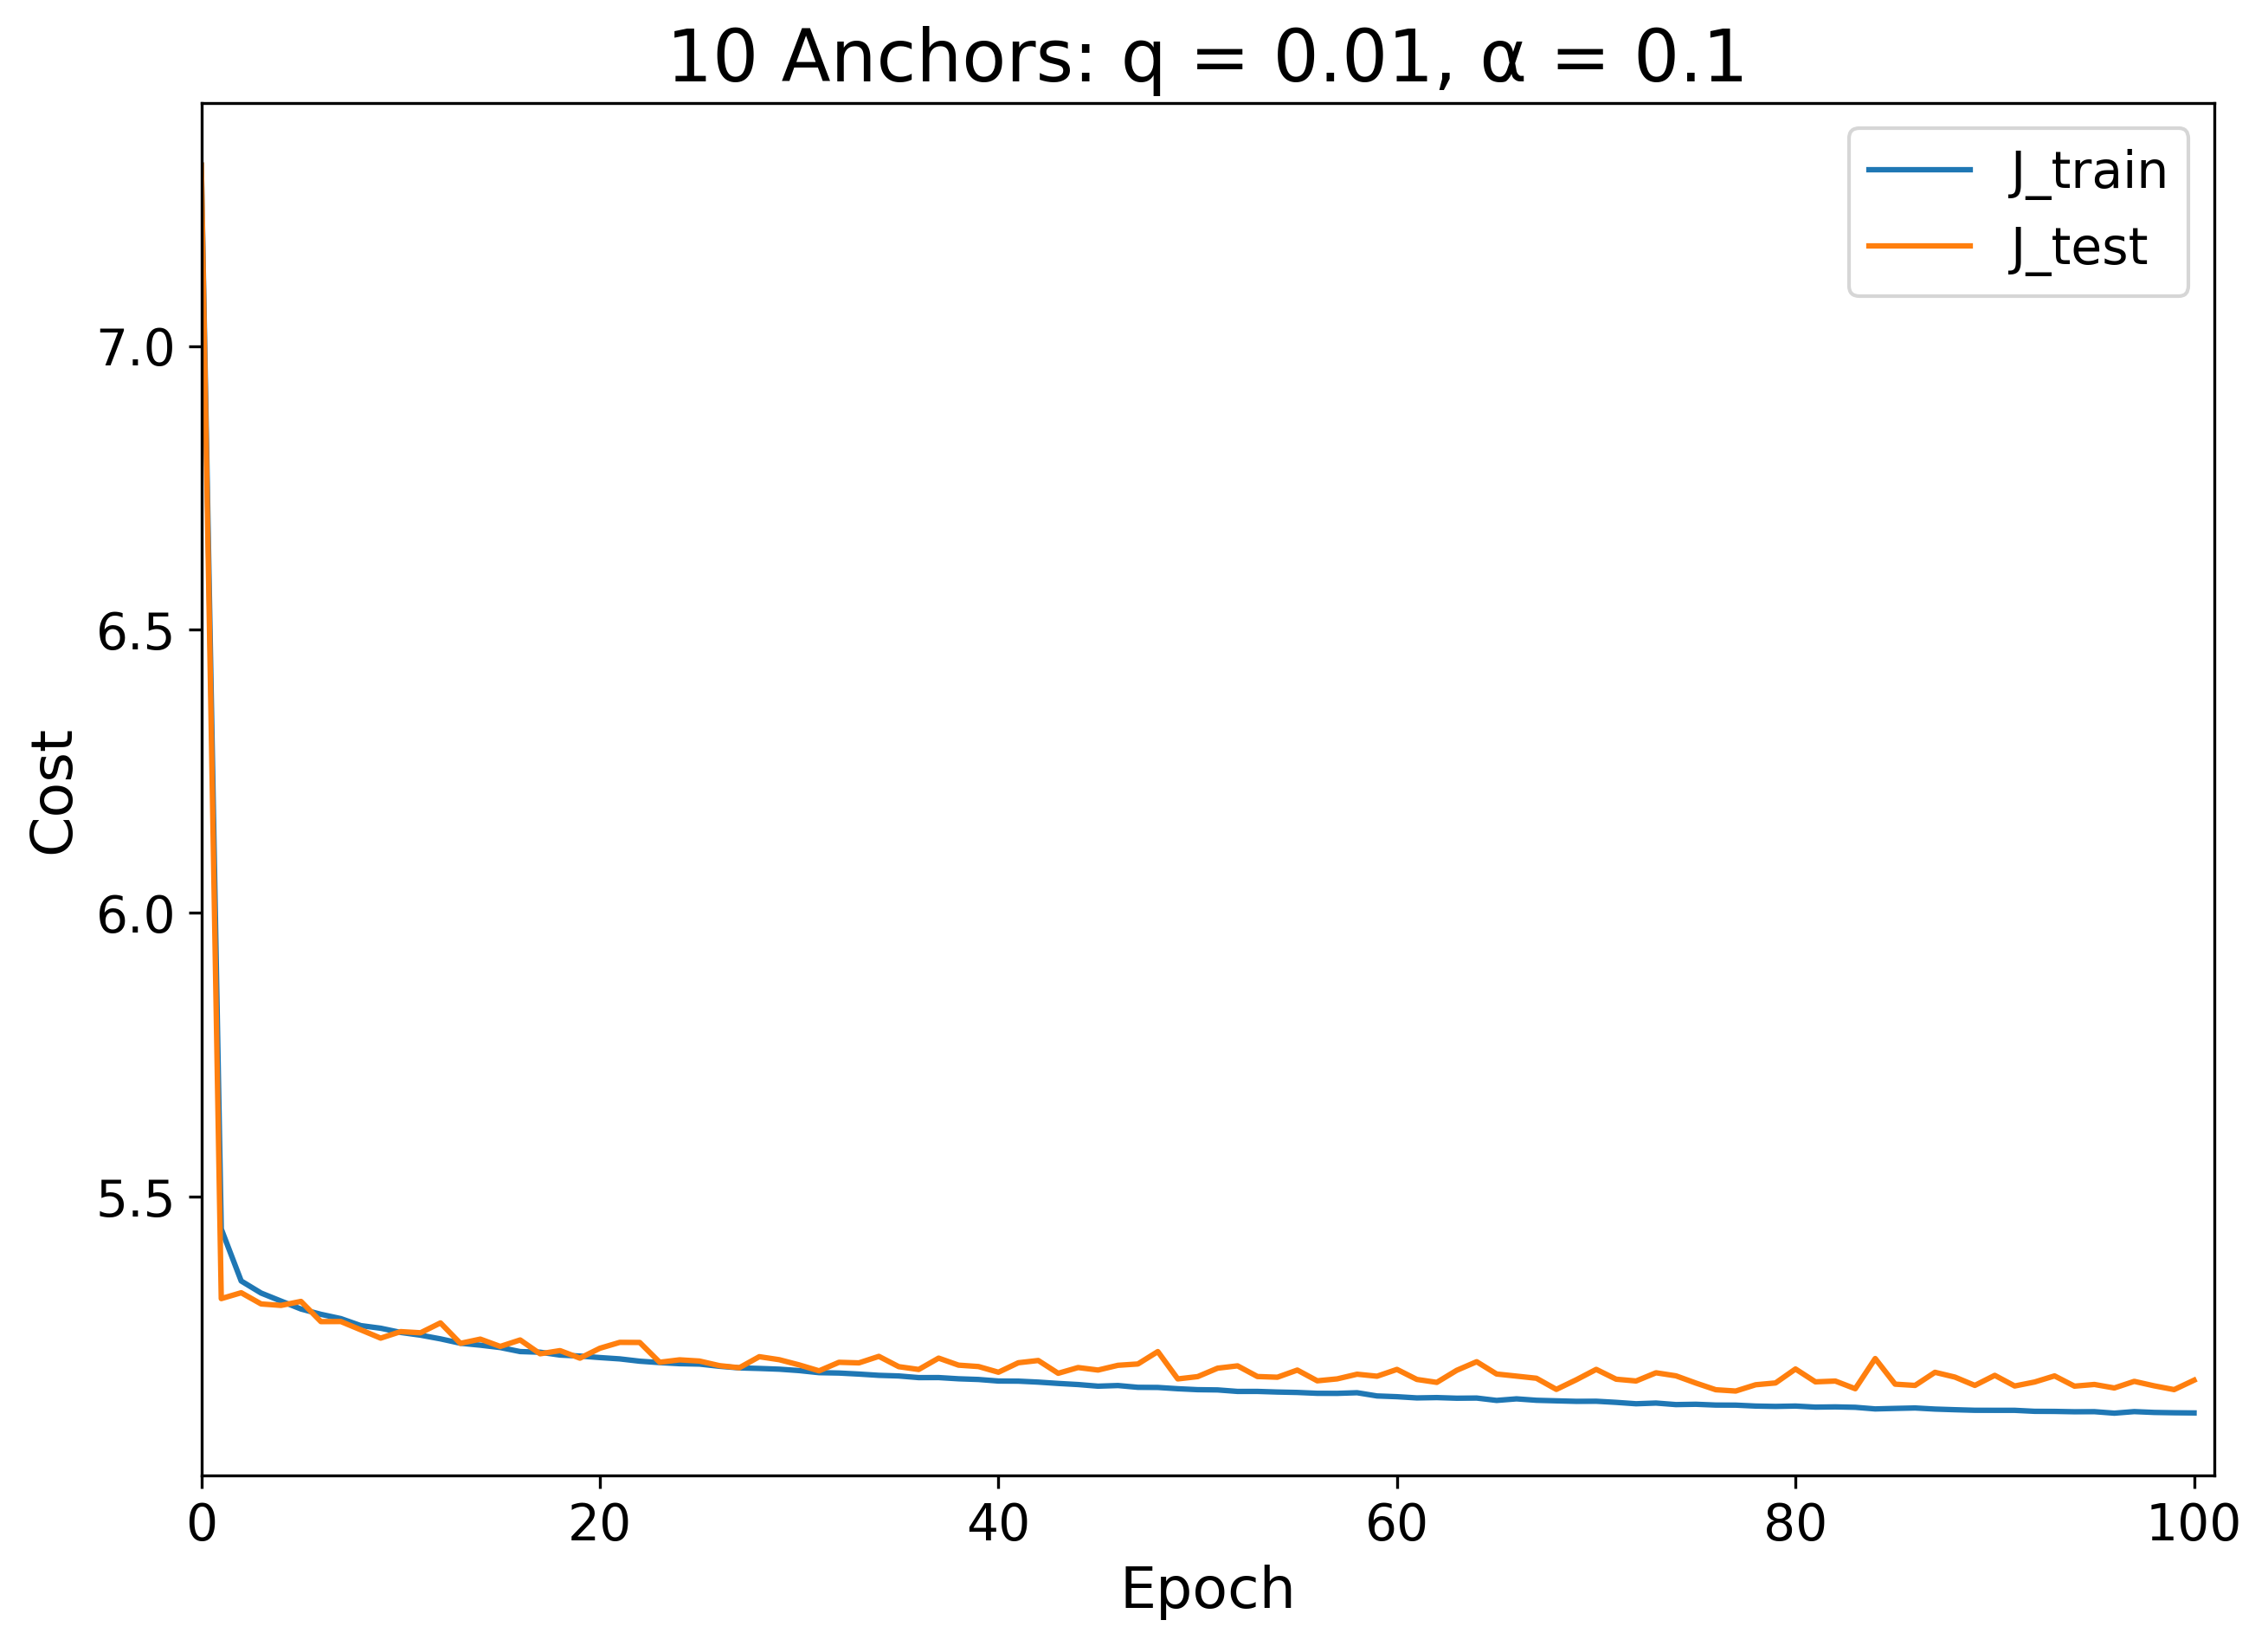 10 Anchors: q = 0.01, α = 0.1
J_train
J_test
7.0
6.5
6.0
5.5
Cost
0 20 40 60 80 100
Epoch